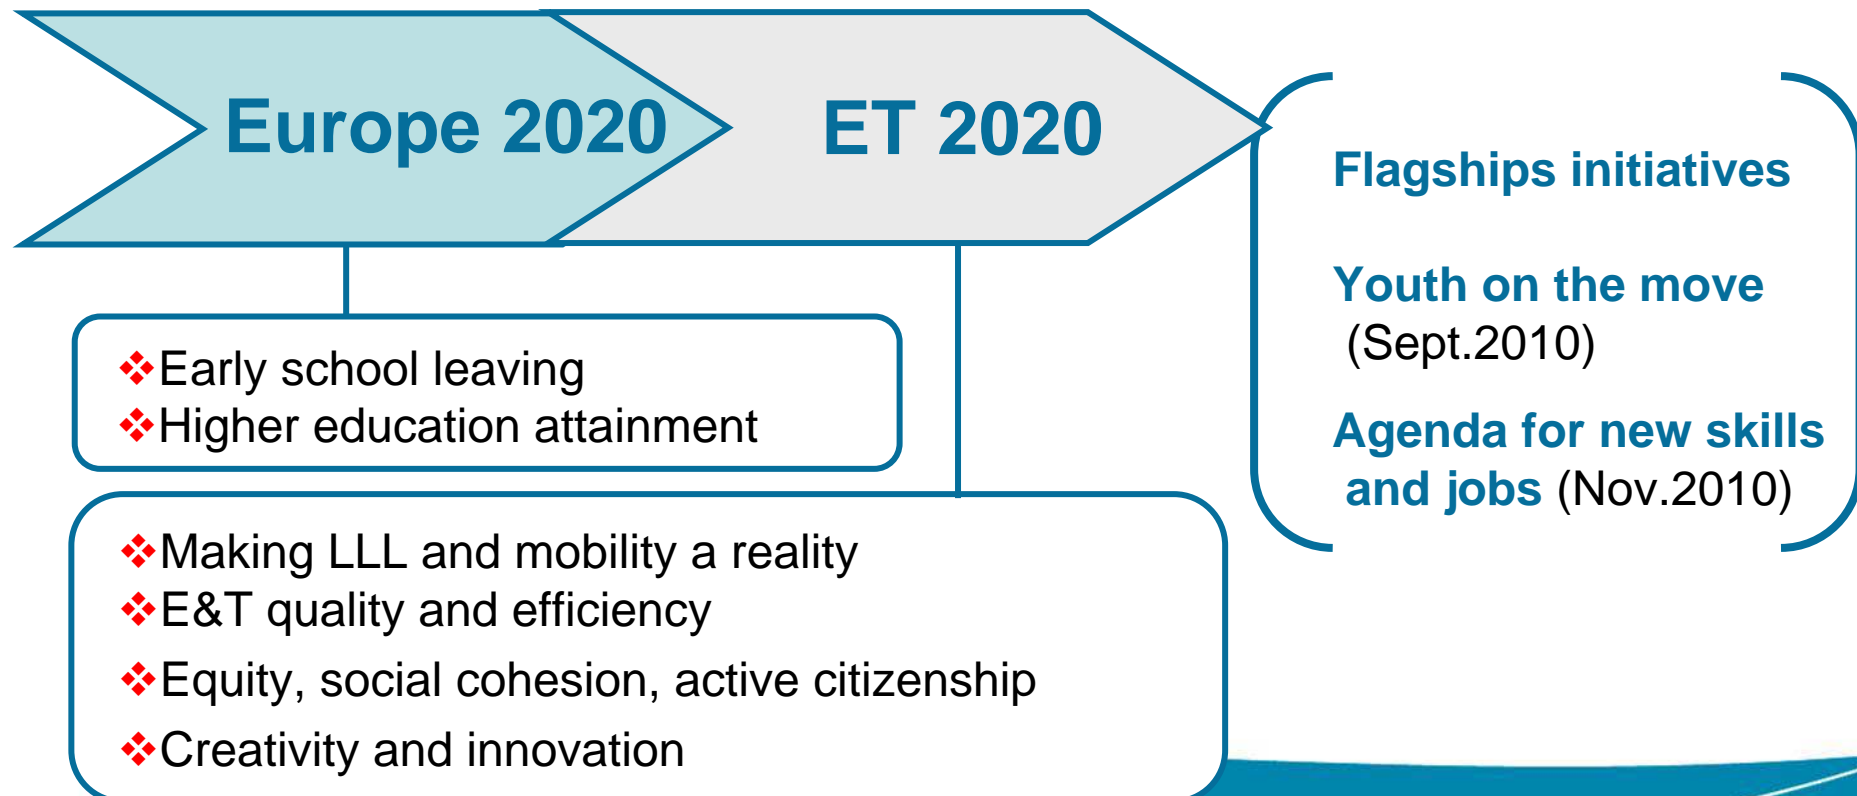 Europe 2020
ET 2020
Flagships initiatives
Youth on the move
(Sept.2010)
Agenda for new skills
and jobs (Nov.2010)
❖Early school leaving
❖Higher education attainment
❖Making LLL and mobility a reality
❖E&T quality and efficiency
❖Equity, social cohesion, active citizenship
❖Creativity and innovation